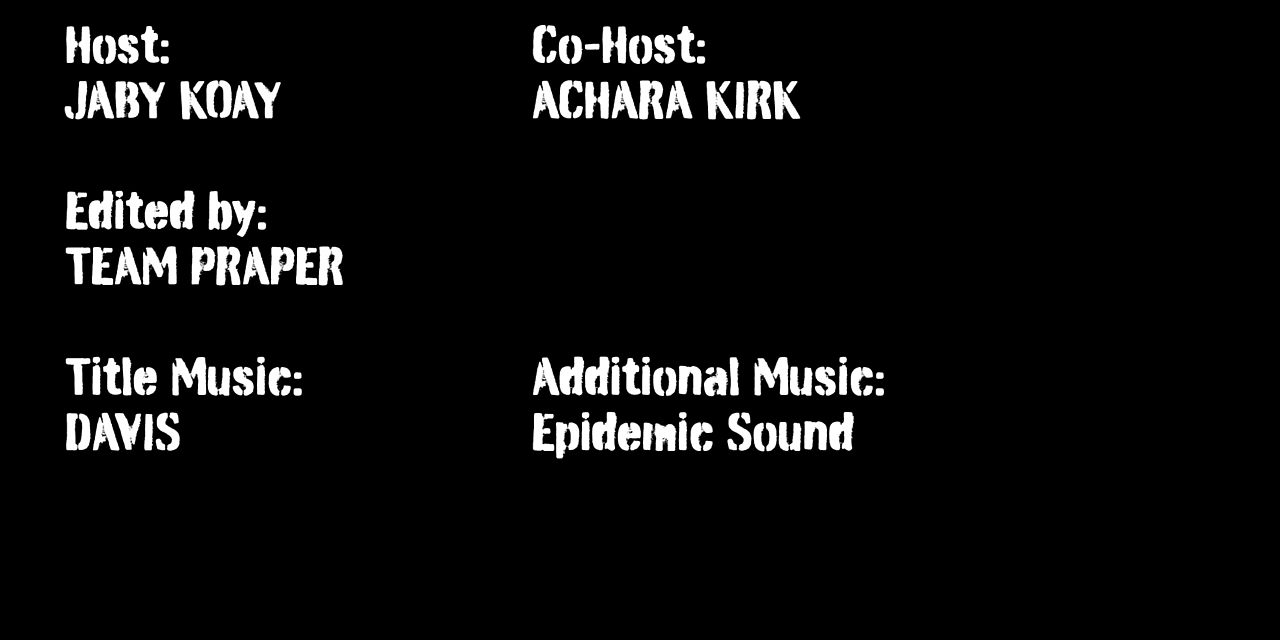 Host:
JABY KOAY
Co-Host:
ACHARA KIRK
Edited by:
TEAM PRAPER
Title Music:
DAVIS
Additional Music:
Epidemic Sound